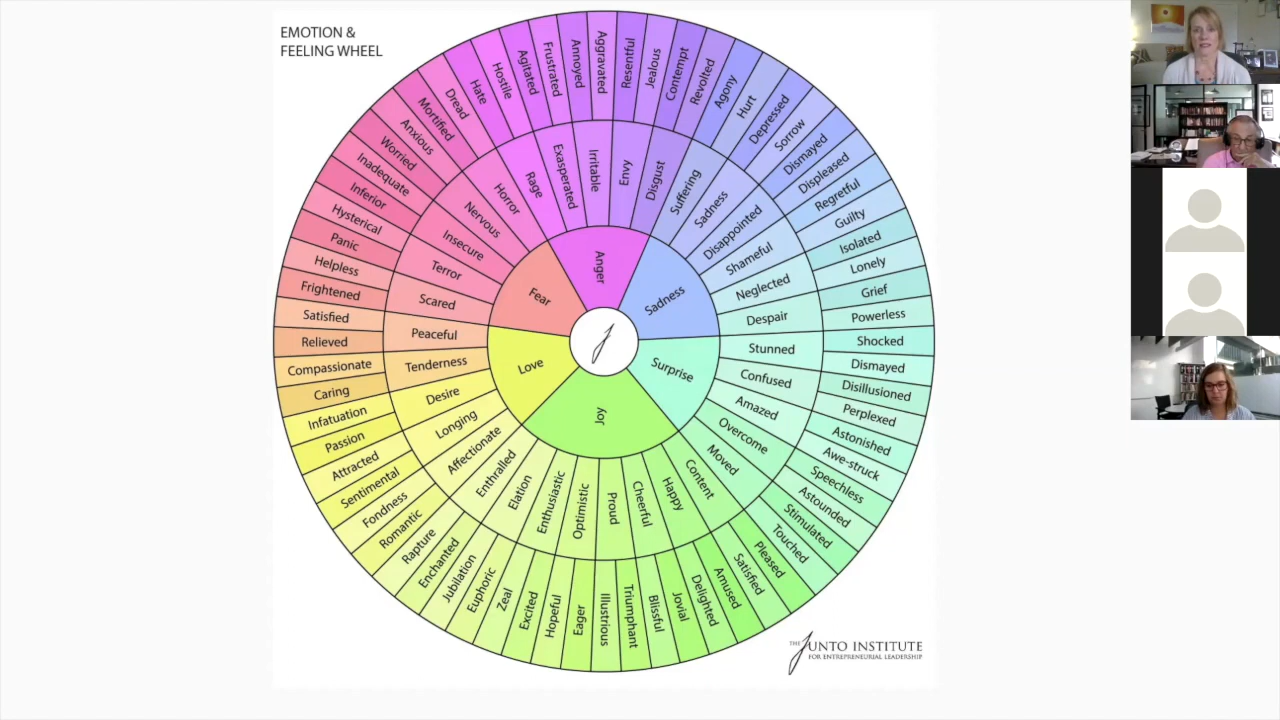 EMOTION &
FEELING WHEEL
Anger
Sadness
Surprise
Joy
Love
Fear
Rage
Exasperated
Irritable
Envy
Disgust
Suffering
Sadness
Disappointed
Shameful
Neglected
Despair
Stunned
Confused
Amazed
Overcome
Moved
Content
Happy
Cheerful
Proud
Optimistic
Enthusiastic
Elation
Enthralled
Affectionate
Longing
Desire
Tenderness
Peaceful
Scared
Terror
Insecure
Nervous
Horror
Hate
Hostile
Agitated
Frustrated
Annoyed
Aggravated
Resentful
Jealous
Contempt
Revolted
Agony
Hurt
Depressed
Sorrow
Dismayed
Displeased
Regretful
Guilty
Isolated
Lonely
Grief
Powerless
Shocked
Dismayed
Disillusioned
Perplexed
Astonished
Awe-struck
Speechless
Astounded
Stimulated
Touched
Pleased
Satisfied
Amused
Delighted
Jovial
Blissful
Triumphant
Illustrious
Eager
Hopeful
Excited
Zeal
Euphoric
Jubilation
Enchanted
Rapture
Romantic
Fondness
Sentimental
Attracted
Passion
Infatuation
Caring
Compassionate
Relieved
Satisfied
Frightened
Helpless
Panic
Hysterical
Inferior
Inadequate
Worried
Anxious
Mortified
Dread
THE JUNTO INSTITUTE
FOR ENTREPRENEURIAL LEADERSHIP